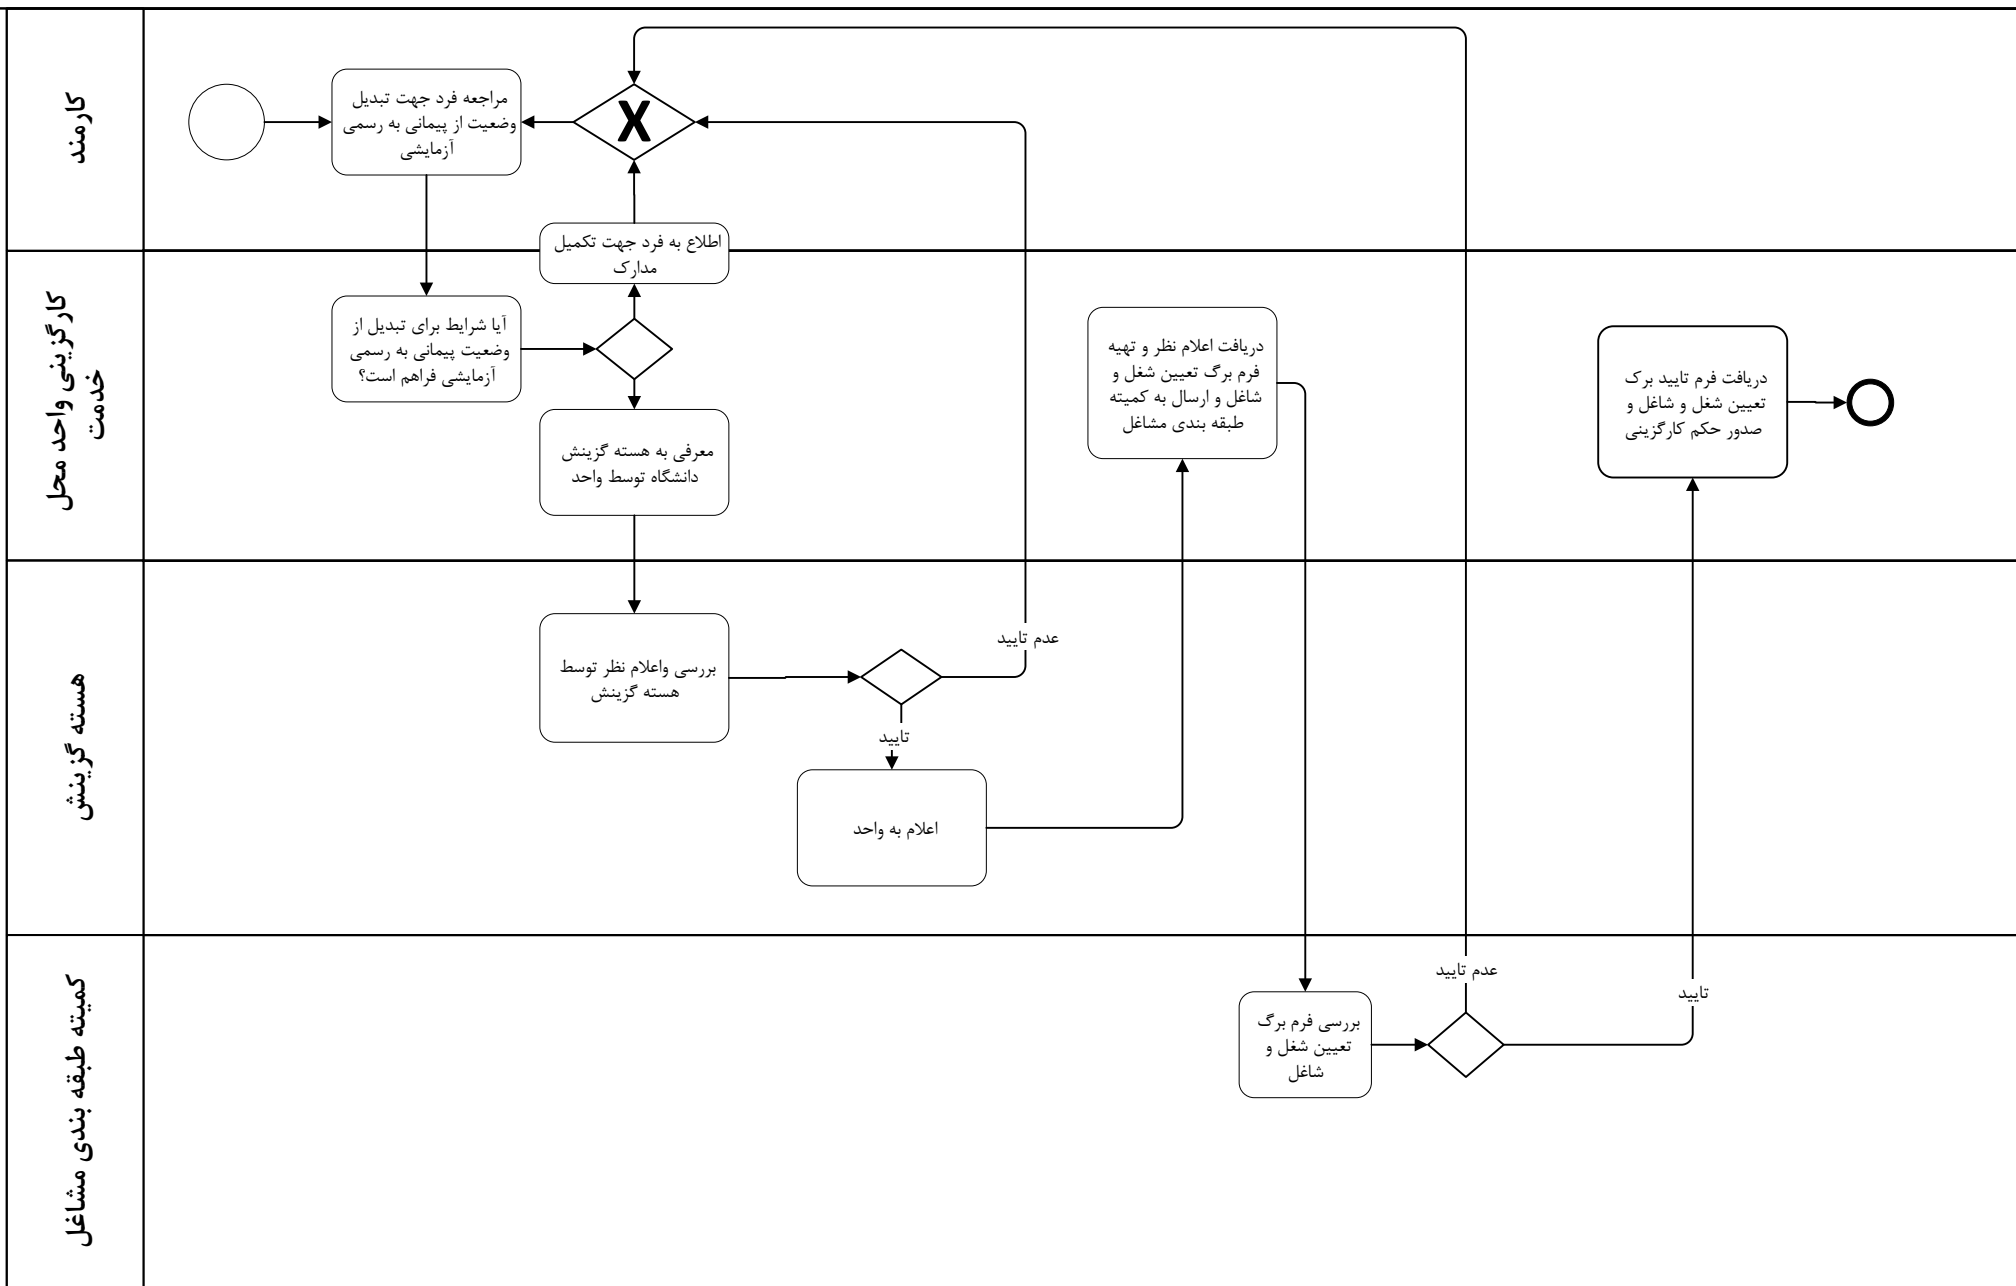 کارمند
مراجعه فرد جهت تبدیل
وضعیت از پیمانی به رسمی
آزمایشی
X
اطلاع به فرد جهت تکمیل
مدارک
کارگزینی واحد محل
خدمت
آیا شرایط برای تبدیل از
وضعیت پیمانی به رسمی
آزمایشی فراهم است؟
معرفی به هسته گزینش
دانشگاه توسط واحد
دریافت اعلام نظر و تهیه
فرم برگ تعیین شغل و
شاغل و ارسال به کمیته
طبقه بندی مشاغل
دریافت فرم تایید برک
تعیین شغل و شاغل و
صدور حکم کارگزینی
هسته گزینش
بررسی واعلام نظر توسط
هسته گزینش
عدم تایید
تایید
اعلام به واحد
کمیته طبقه بندی مشاغل
بررسی فرم برگ
تعیین شغل و
شاغل
عدم تایید
تایید